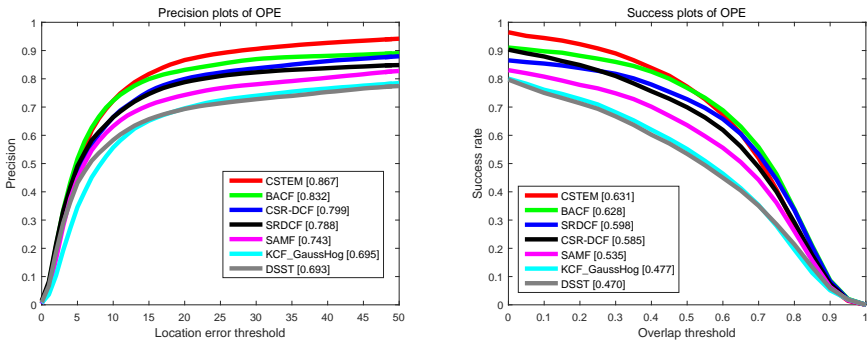 Precision plots of OPE
1
0.9
0.8
0.7
0.6
0.5
0.4
0.3
0.2
0.1
0
Precision
CSTEM [0.867]
BACF [0.832]
CSR-DCF [0.799]
SRDCF [0.788]
SAMF [0.743]
KCF_GaussHog [0.695]
DSST [0.693]
0 5 10 15 20 25 30 35 40 45 50
Location error threshold
Success plots of OPE
1
0.9
0.8
0.7
0.6
0.5
0.4
0.3
0.2
0.1
0
Success rate
CSTEM [0.631]
BACF [0.628]
SRDCF [0.598]
CSR-DCF [0.585]
SAMF [0.535]
KCF_GaussHog [0.477]
DSST [0.470]
0 0.1 0.2 0.3 0.4 0.5 0.6 0.7 0.8 0.9 1
Overlap threshold